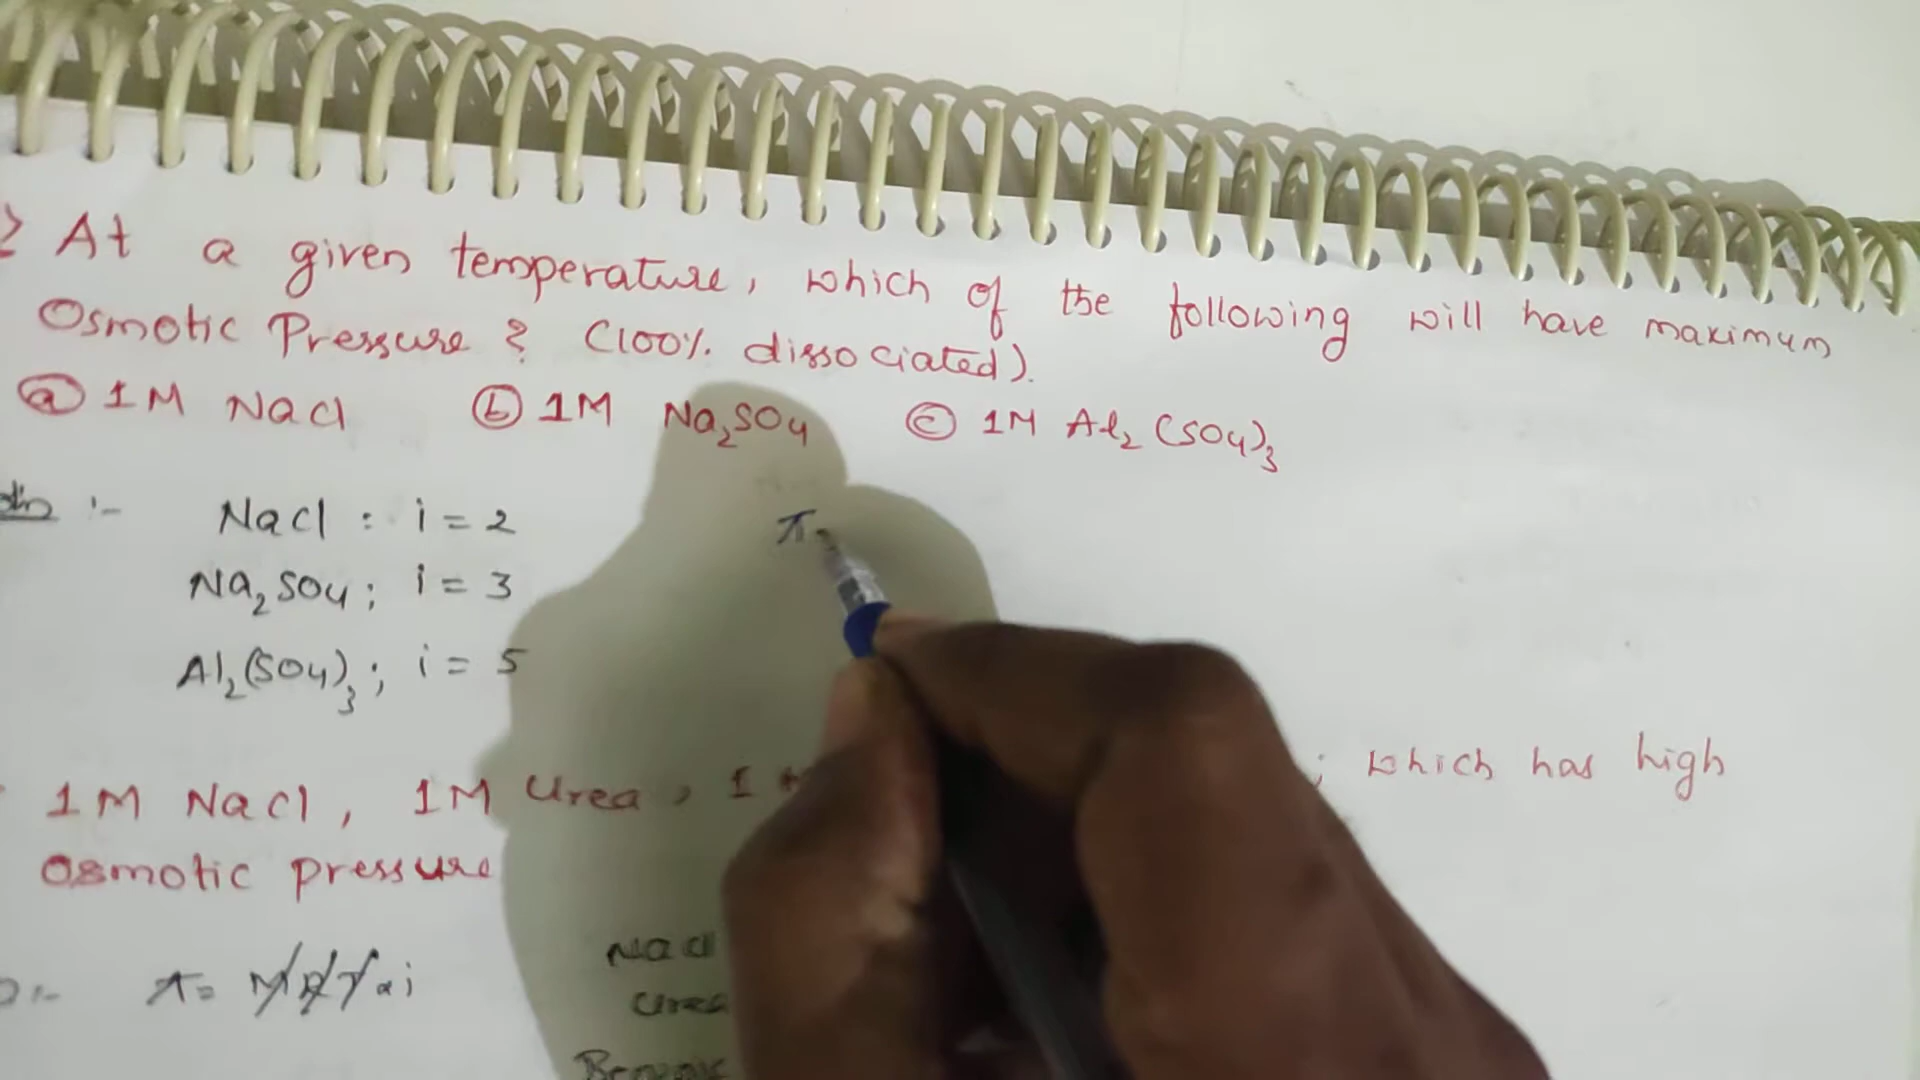 At a given temperature, which of the following will have maximum
Osmotic Pressure ? (100% dissociated).
ⓐ 1M NaCl ⓑ 1M Na₂SO₄ ⓒ 1M Al₂(SO₄)₃
:- NaCl : i = 2
Na₂SO₄ ; i = 3
π
Al₂(SO₄)₃ ; i = 5
1M NaCl , 1M Urea , 1 ; which has high
osmotic pressure
NaCl
:- π = MRT i
Urea